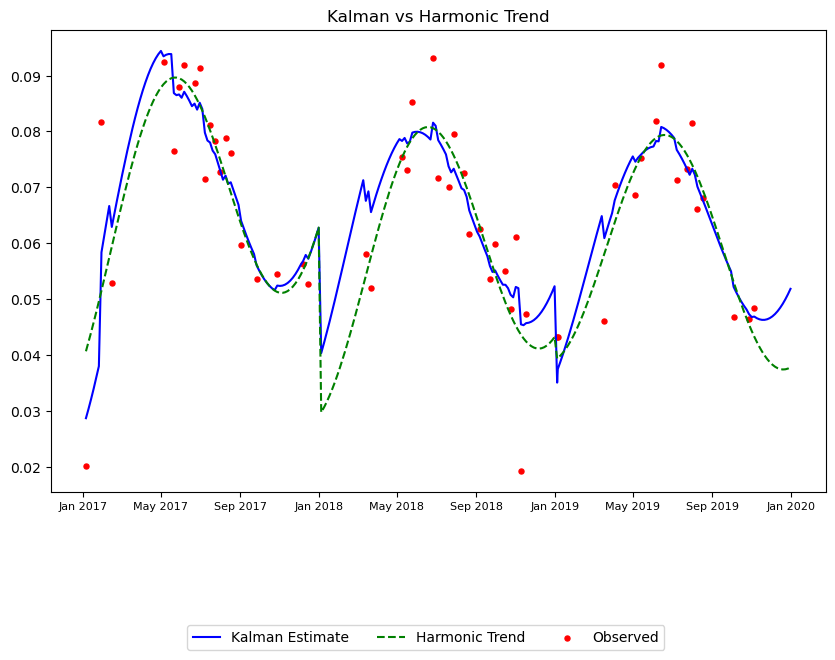 Kalman vs Harmonic Trend
0.09
0.08
0.07
0.06
0.05
0.04
0.03
0.02
Jan 2017 May 2017 Sep 2017 Jan 2018 May 2018 Sep 2018 Jan 2019 May 2019 Sep 2019 Jan 2020
Kalman Estimate Harmonic Trend Observed